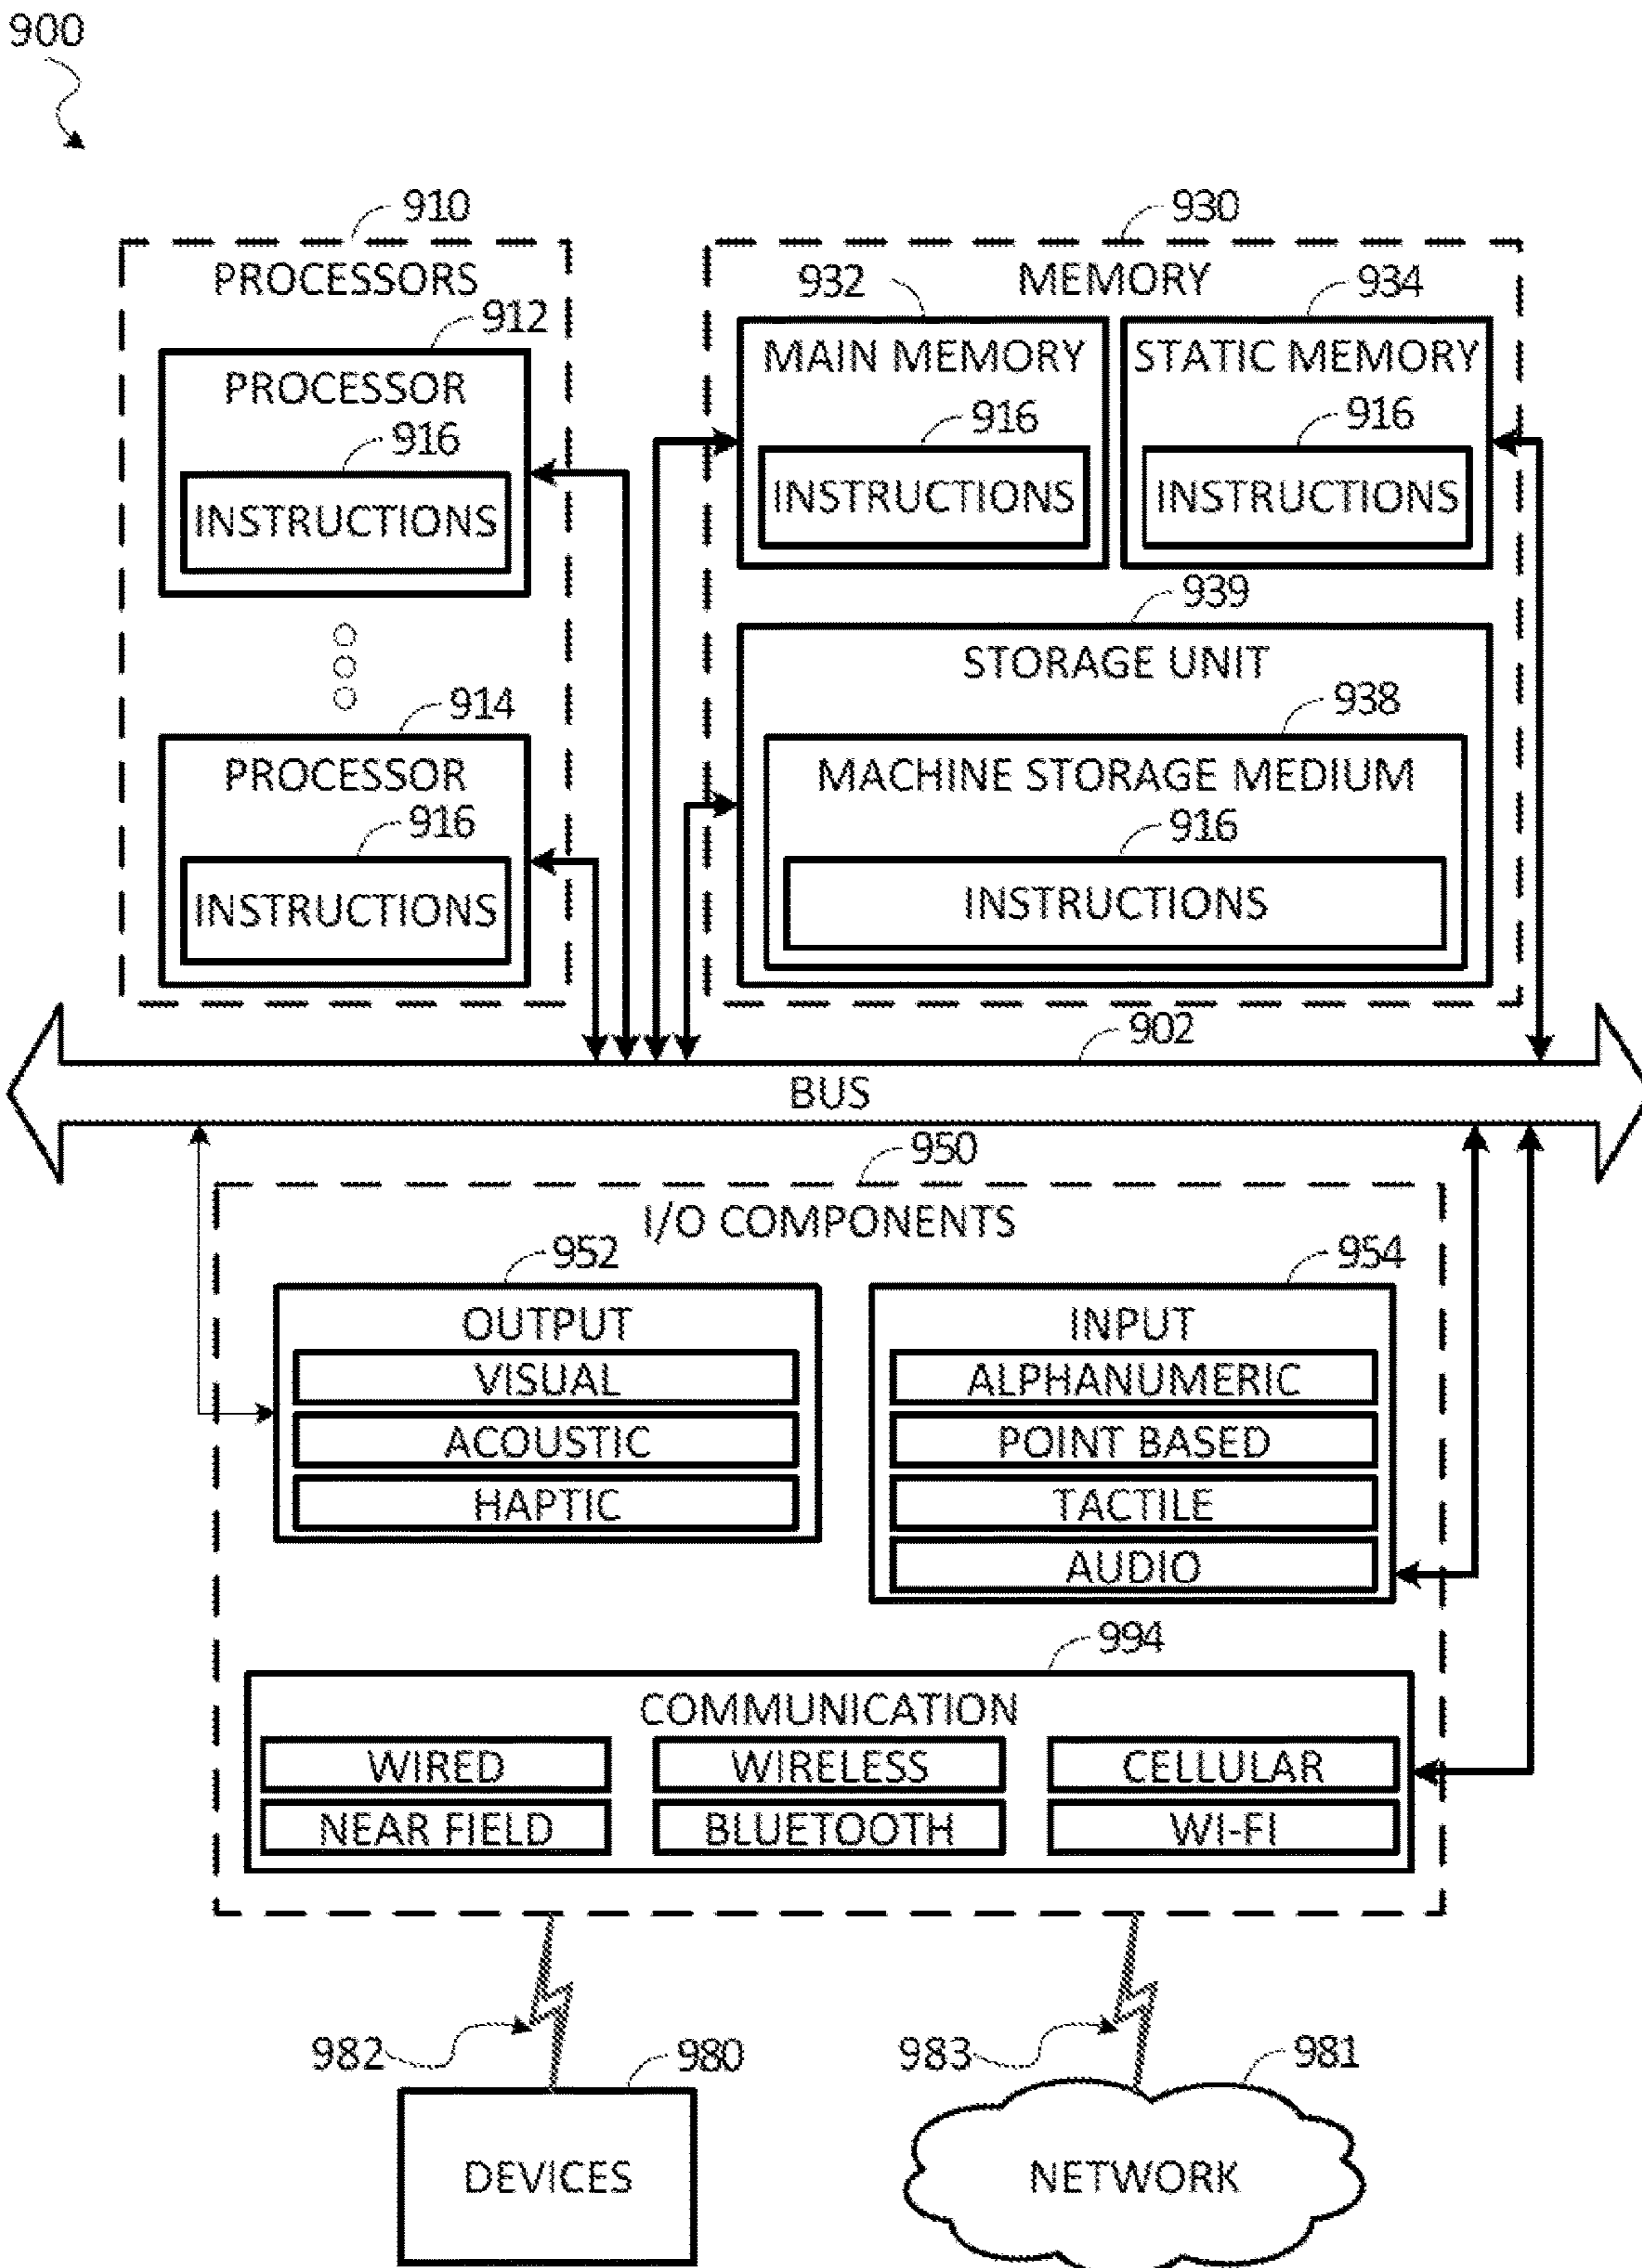 900
910
930
PROCESSORS
932
MEMORY
934
912
MAIN MEMORY
STATIC MEMORY
PROCESSOR
916
916
916
INSTRUCTIONS
INSTRUCTIONS
INSTRUCTIONS
939
STORAGE UNIT
914
938
PROCESSOR
MACHINE STORAGE MEDIUM
916
916
INSTRUCTIONS
INSTRUCTIONS
902
BUS
950
I/O COMPONENTS
952
954
OUTPUT
INPUT
VISUAL
ALPHANUMERIC
ACOUSTIC
POINT BASED
HAPTIC
TACTILE
AUDIO
994
COMMUNICATION
WIRED
WIRELESS
CELLULAR
NEAR FIELD
BLUETOOTH
WI-FI
982
980
983
981
DEVICES
NETWORK